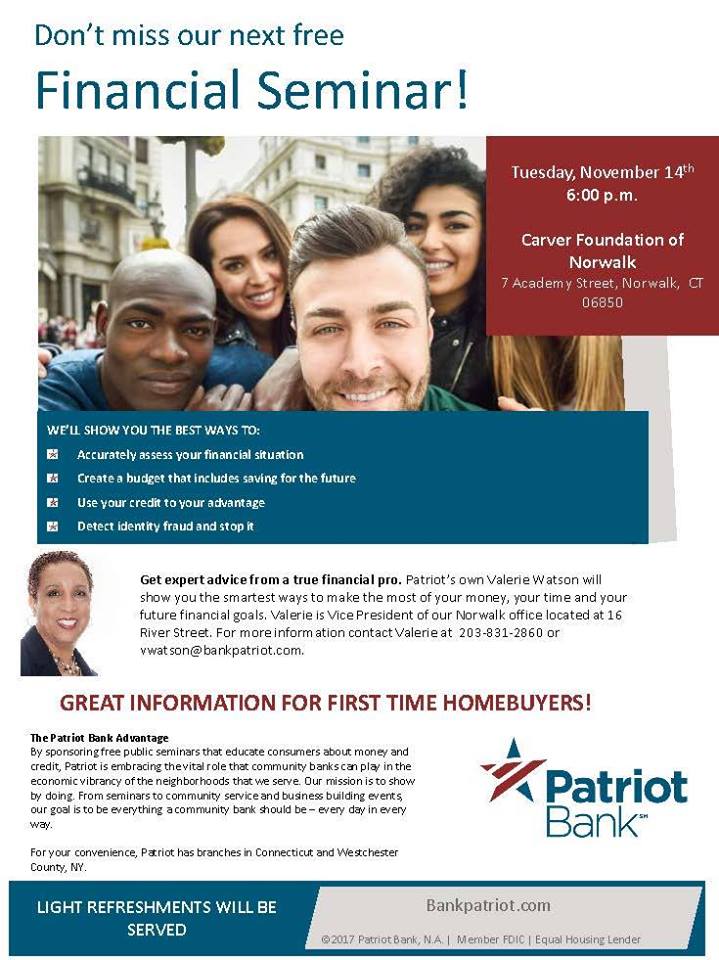 Don't miss our next free
Financial Seminar!
Tuesday, November 14th
6:00 p.m.
Carver Foundation of
Norwalk
7 Academy Street, Norwalk, CT
06850
WE'LL SHOW YOU THE BEST WAYS TO:
Accurately assess your financial situation
Create a budget that includes saving for the future
Use your credit to your advantage
Detect identity fraud and stop it
Get expert advice from a true financial pro. Patriot's own Valerie Watson will
show you the smartest ways to make the most of your money, your time and your
future financial goals. Valerie is Vice President of our Norwalk office located at 16
River Street. For more information contact Valerie at 203-831-2860 or
vwatson@bankpatriot.com.
GREAT INFORMATION FOR FIRST TIME HOMEBUYERS!
The Patriot Bank Advantage
By sponsoring free public seminars that educate consumers about money and
credit, Patriot is embracing the vital role that community banks can play in the
economic vibrancy of the neighborhoods that we serve. Our mission is to show
by doing. From seminars to community service and business building events,
our goal is to be everything a community bank should be – every day in every
way.
For your convenience, Patriot has branches in Connecticut and Westchester
County, NY.
Patriot
Bank℠
LIGHT REFRESHMENTS WILL BE
SERVED
Bankpatriot.com
©2017 Patriot Bank, N.A. | Member FDIC | Equal Housing Lender